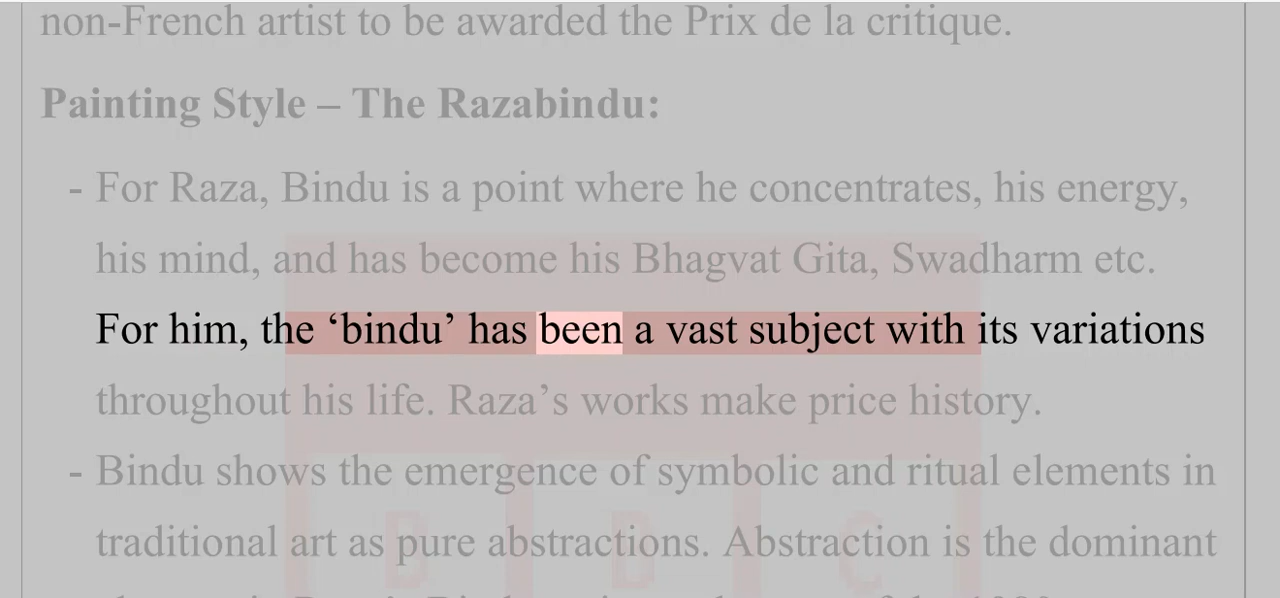 non-French artist to be awarded the Prix de la critique.
Painting Style – The Razabindu:
- For Raza, Bindu is a point where he concentrates, his energy,
his mind, and has become his Bhagvat Gita, Swadharm etc.
For him, the ‘bindu’ has been a vast subject with its variations
throughout his life. Raza’s works make price history.
- Bindu shows the emergence of symbolic and ritual elements in
traditional art as pure abstractions. Abstraction is the dominant